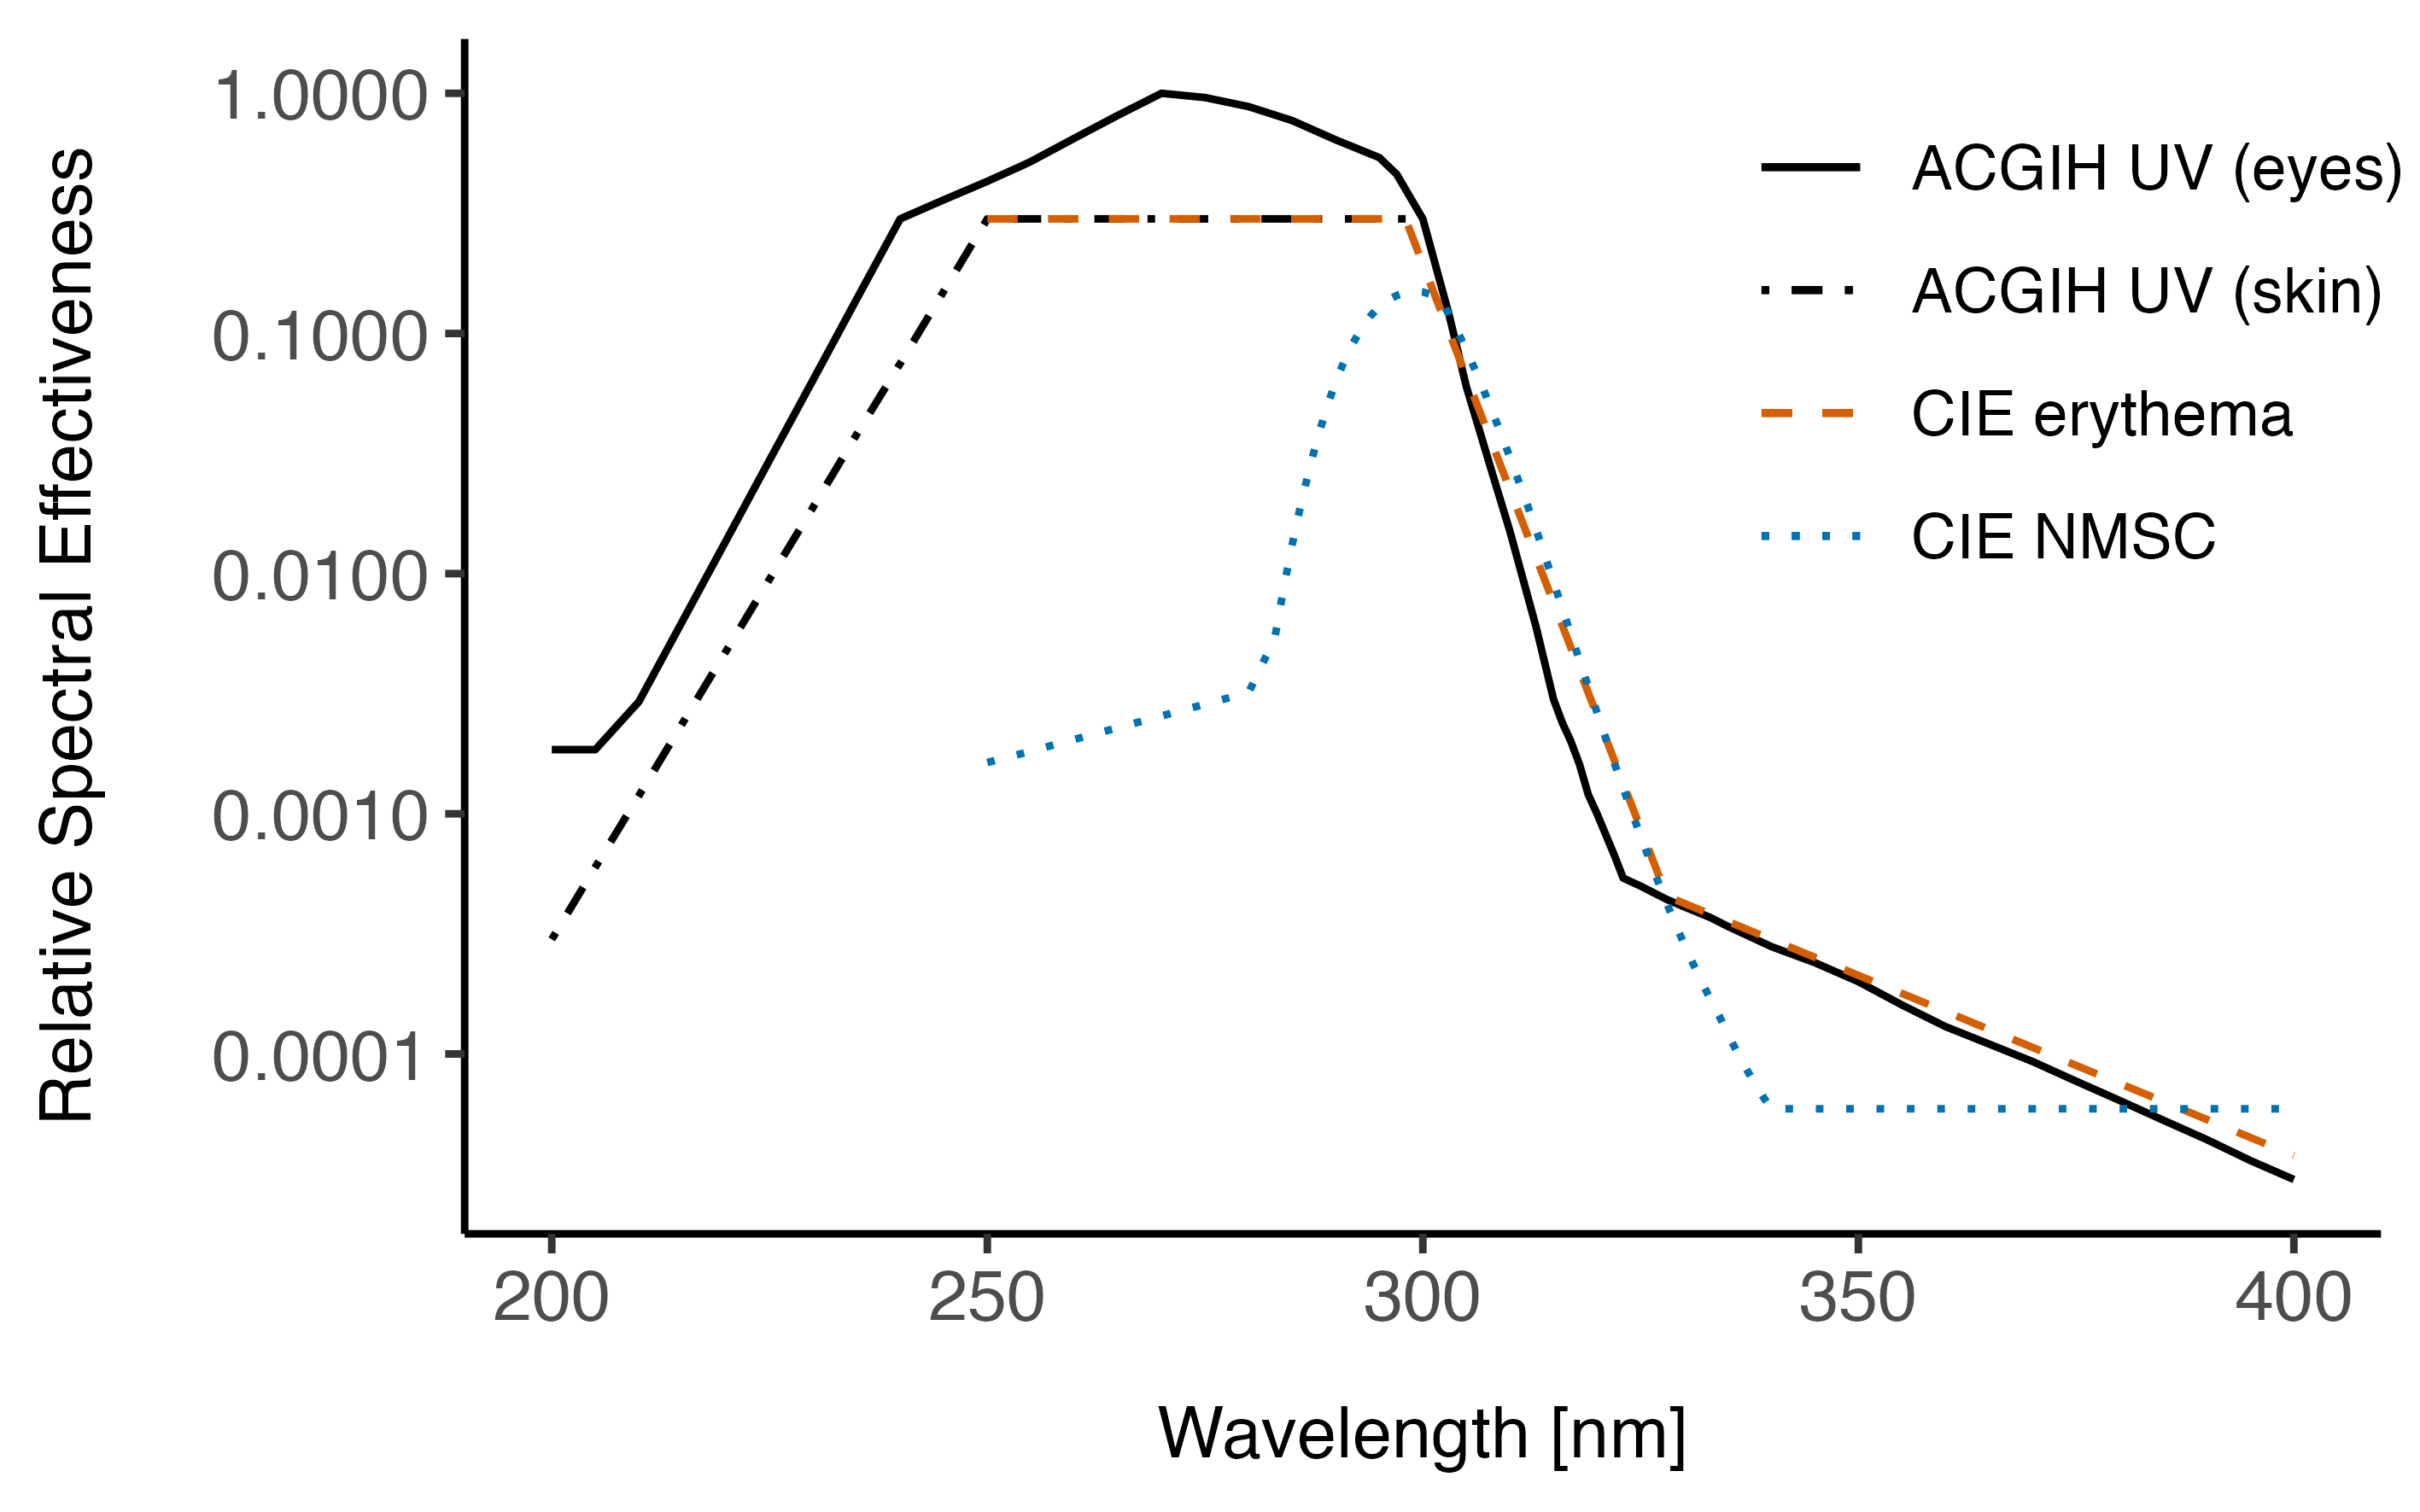 Relative Spectral Effectiveness
1.0000
0.1000
0.0100
0.0010
0.0001
ACGIH UV (eyes)
ACGIH UV (skin)
CIE erythema
CIE NMSC
200
250
300
350
400
Wavelength [nm]